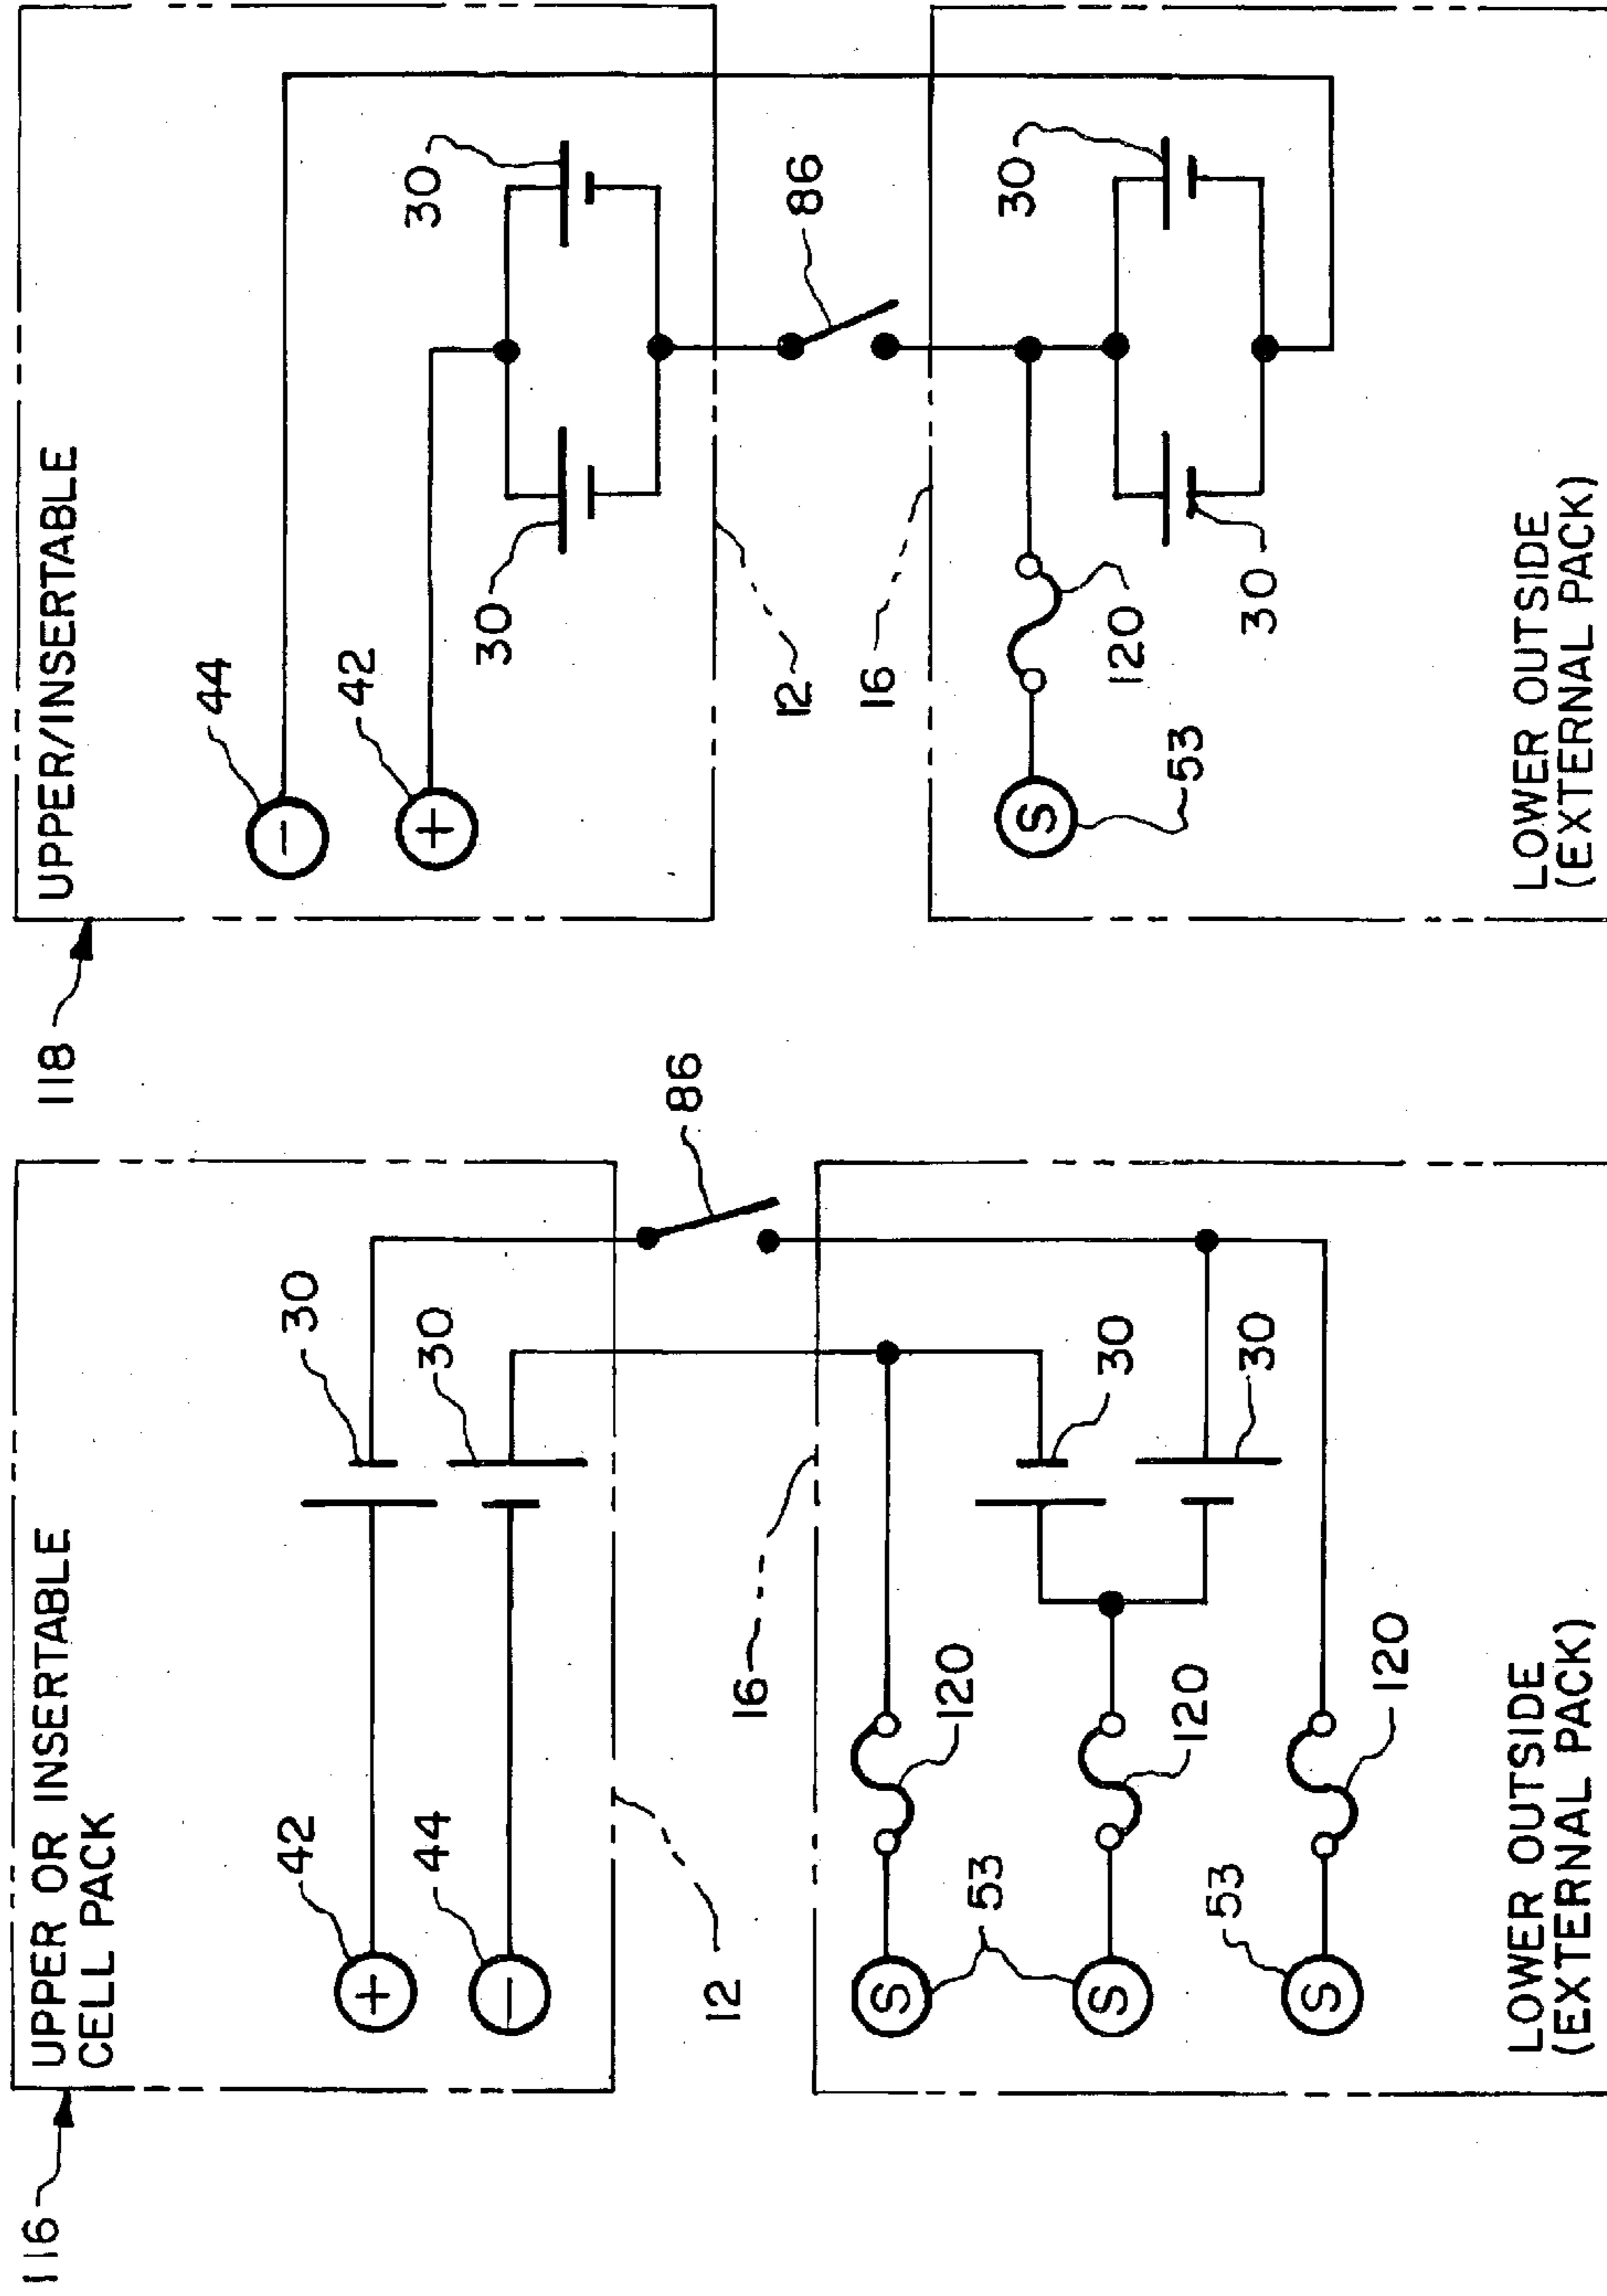 116
UPPER OR INSERTABLE
CELL PACK
42
+
44
−
30
30
12
86
16
S
S
S
53
53
120
120
120
30
30
LOWER OUTSIDE
(EXTERNAL PACK)
118
UPPER/INSERTABLE
44
−
42
+
30
30
12
86
16
S
53
120
30
30
LOWER OUTSIDE
(EXTERNAL PACK)